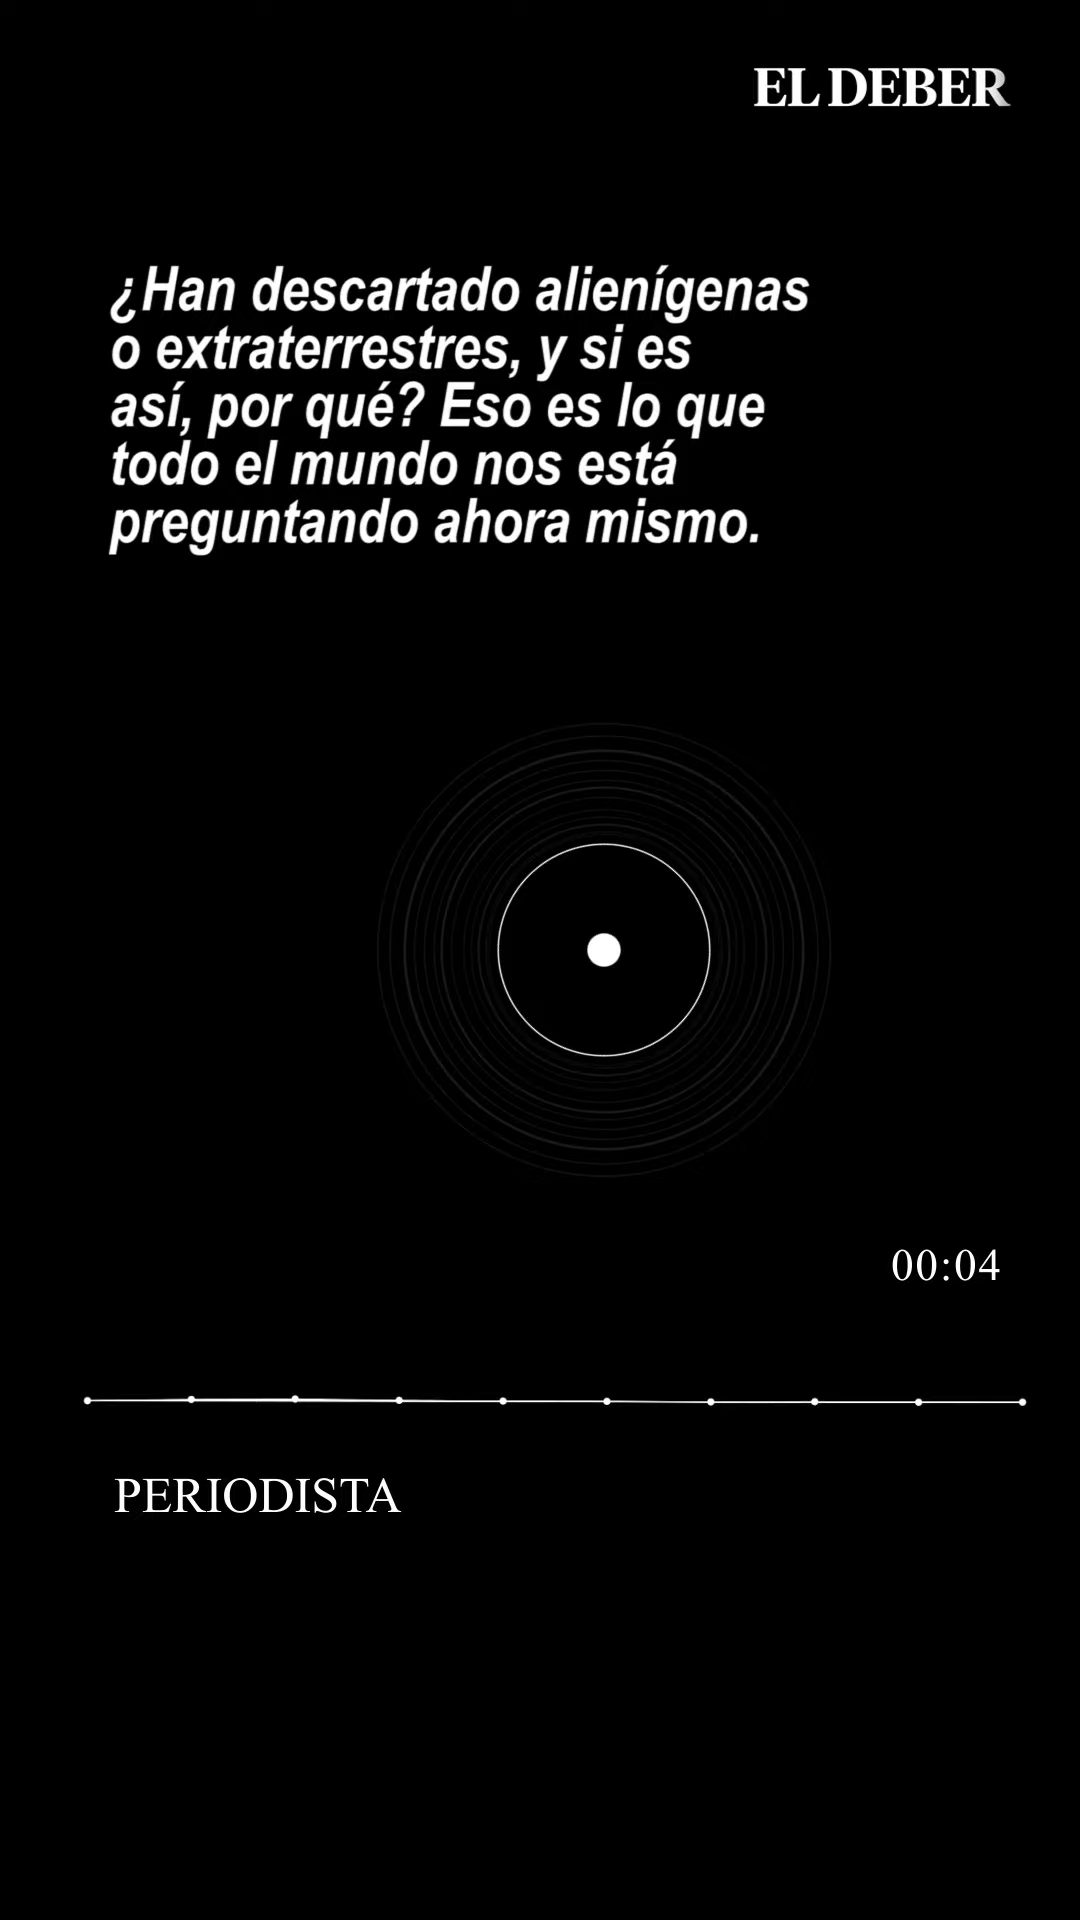 EL DEBER
¿Han descartado alienígenas
o extraterrestres, y si es
así, por qué? Eso es lo que
todo el mundo nos está
preguntando ahora mismo.
00:04
PERIODISTA